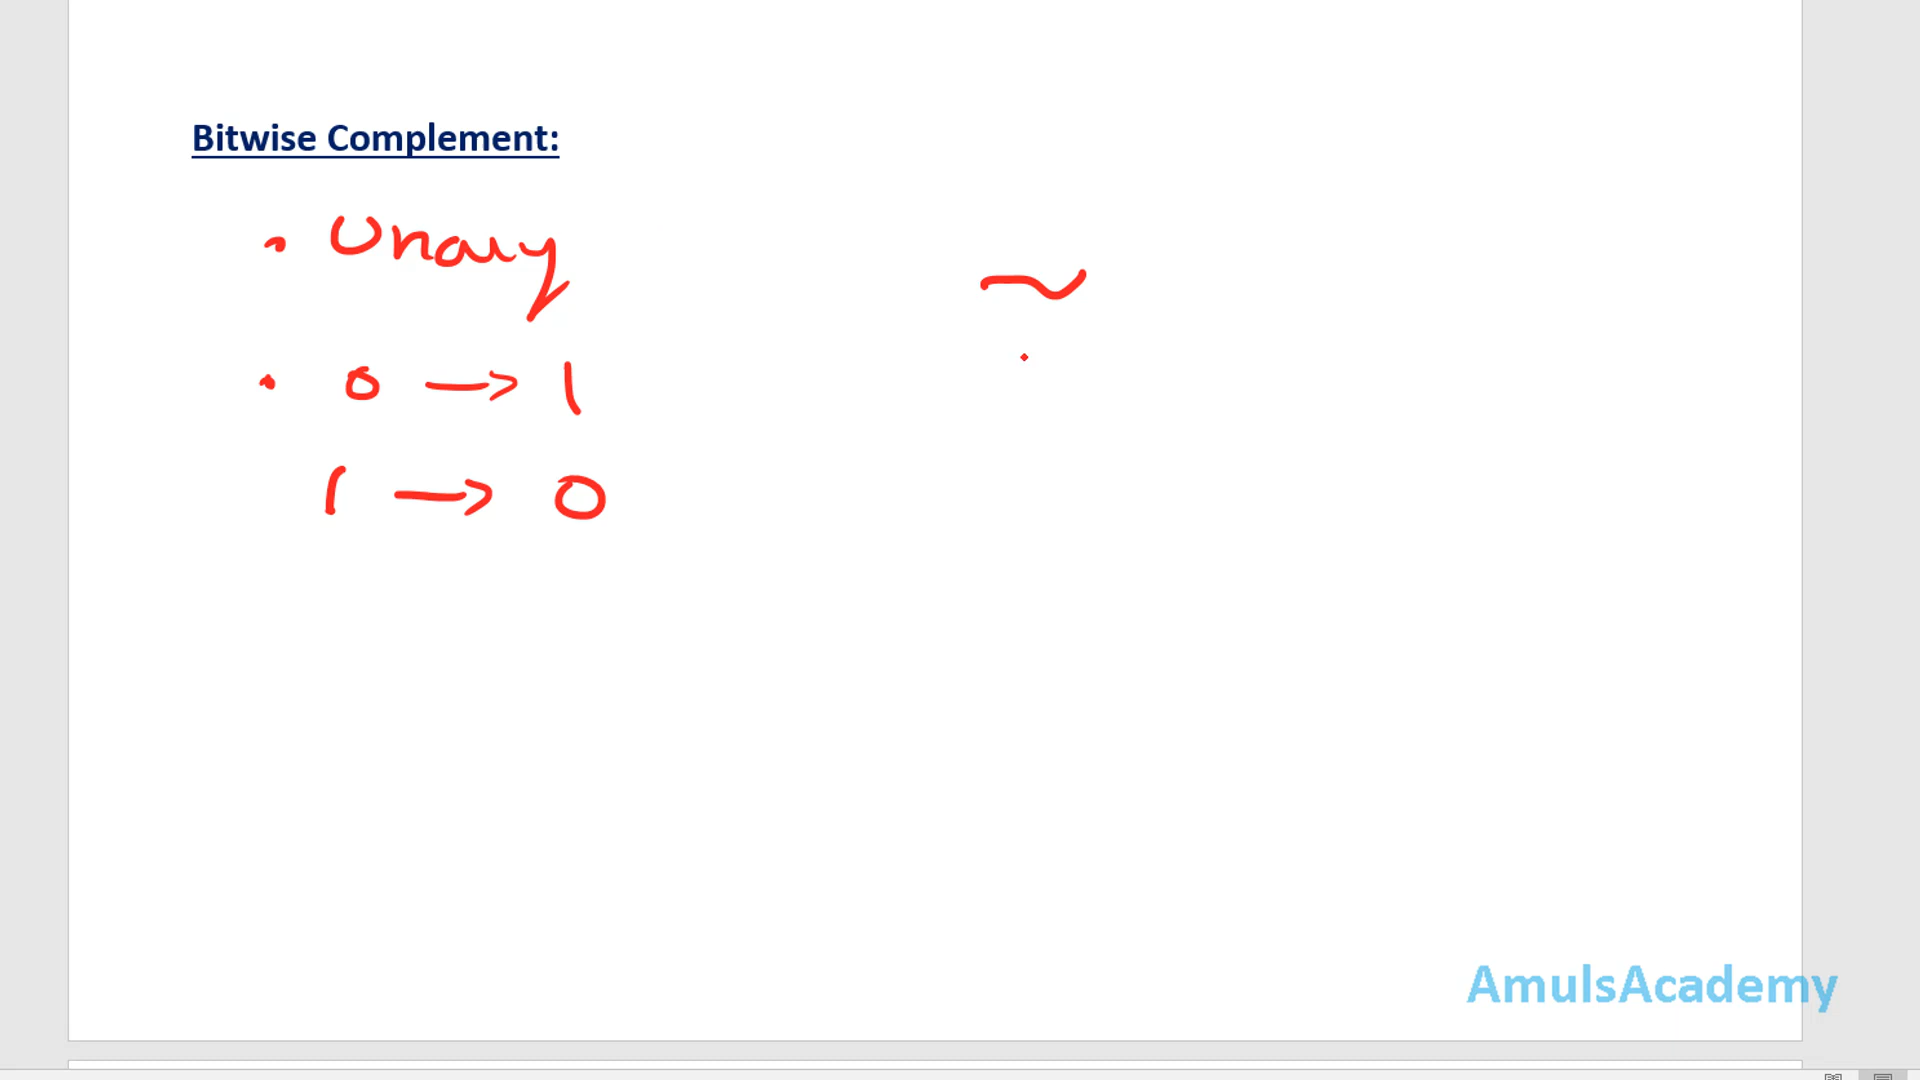 Bitwise Complement:
• Unary
~
• 0 → 1
1 → 0
AmulsAcademy